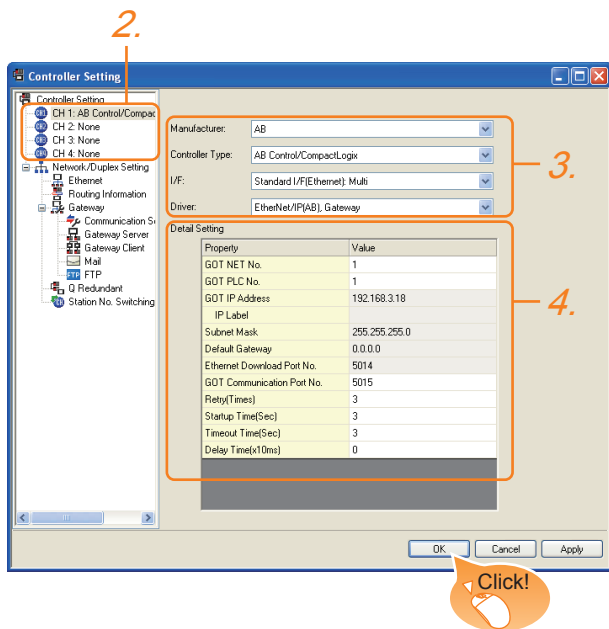 2.
Controller Setting
Controller Setting
CH 1: AB Control/Compac
CH 2: None
CH 3: None
CH 4: None
Network/Duplex Setting
Ethernet
Routing Information
Gateway
Communication S
Gateway Server
Gateway Client
Mail
FTP FTP
Q Redundant
Station No. Switching
Manufacturer: AB
Controller Type: AB Control/CompactLogix
I/F: Standard I/F(Ethernet): Multi
Driver: EtherNet/IP(AB), Gateway
3.
Detail Setting
Property Value
GOT NET No. 1
GOT PLC No. 1
GOT IP Address 192.168.3.18
IP Label
Subnet Mask 255.255.255.0
Default Gateway 0.0.0.0
Ethernet Download Port No. 5014
GOT Communication Port No. 5015
Retry(Times) 3
Startup Time(Sec) 3
Timeout Time(Sec) 3
Delay Time(x10ms) 0
4.
OK Cancel Apply
Click!